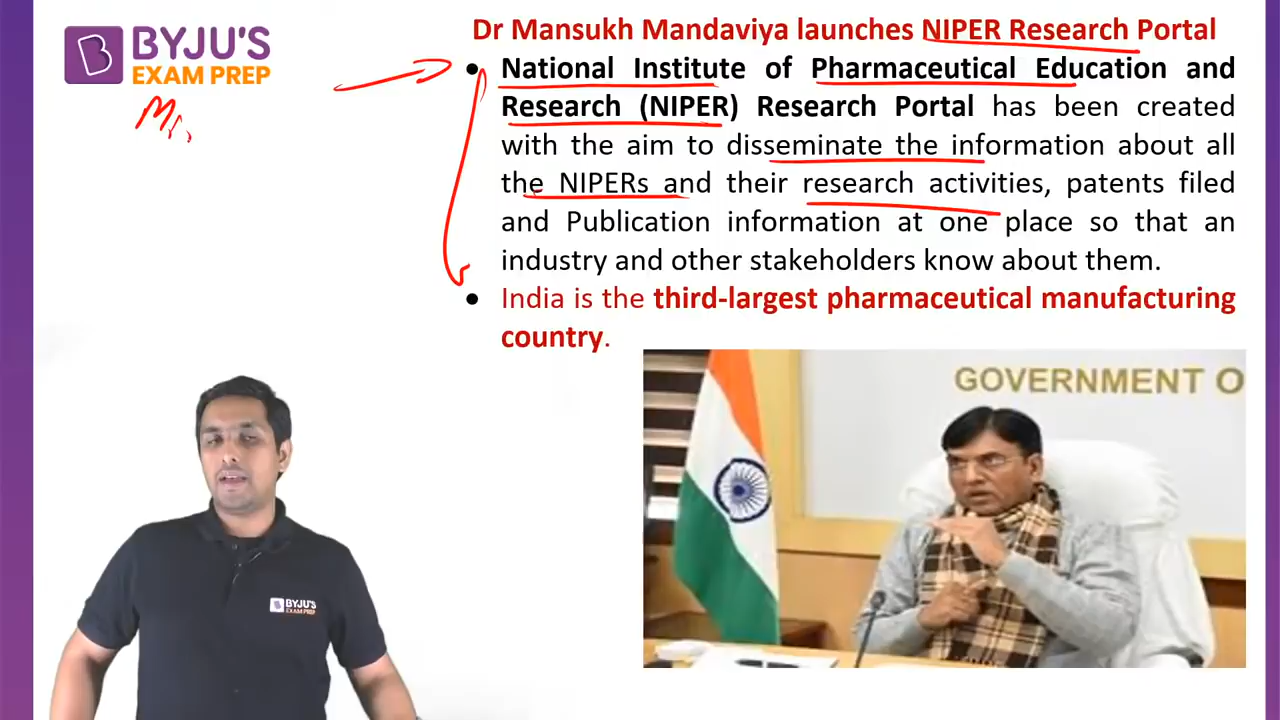 BYJU'S
EXAM PREP
Dr Mansukh Mandaviya launches NIPER Research Portal
• National Institute of Pharmaceutical Education and
Research (NIPER) Research Portal has been created
with the aim to disseminate the information about all
the NIPERs and their research activities, patents filed
and Publication information at one place so that an
industry and other stakeholders know about them.
• India is the third-largest pharmaceutical manufacturing
country.
GOVERNMENT O
BYJU'S
EXAM PREP